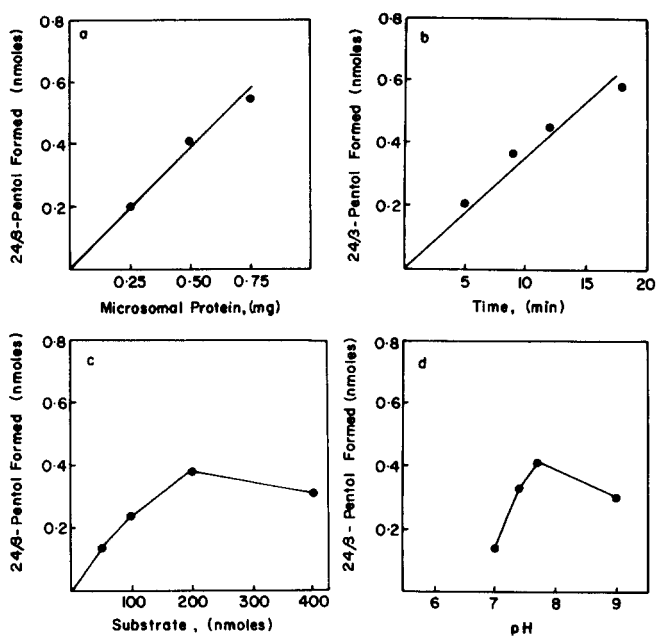 a
24β-Pentol Formed (nmoles)
0·8
0·6
0·4
0·2
0·25 0·50 0·75
Microsomal Protein,(mg)
b
24β-Pentol Formed (nmoles)
0·8
0·6
0·4
0·2
5 10 15 20
Time, (min)
c
24β-Pentol Formed (nmoles)
0·8
0·6
0·4
0·2
100 200 300 400
Substrate , (nmoles)
d
24β-Pentol Formed (nmoles)
0·8
0·6
0·4
0·2
6 7 8 9
pH